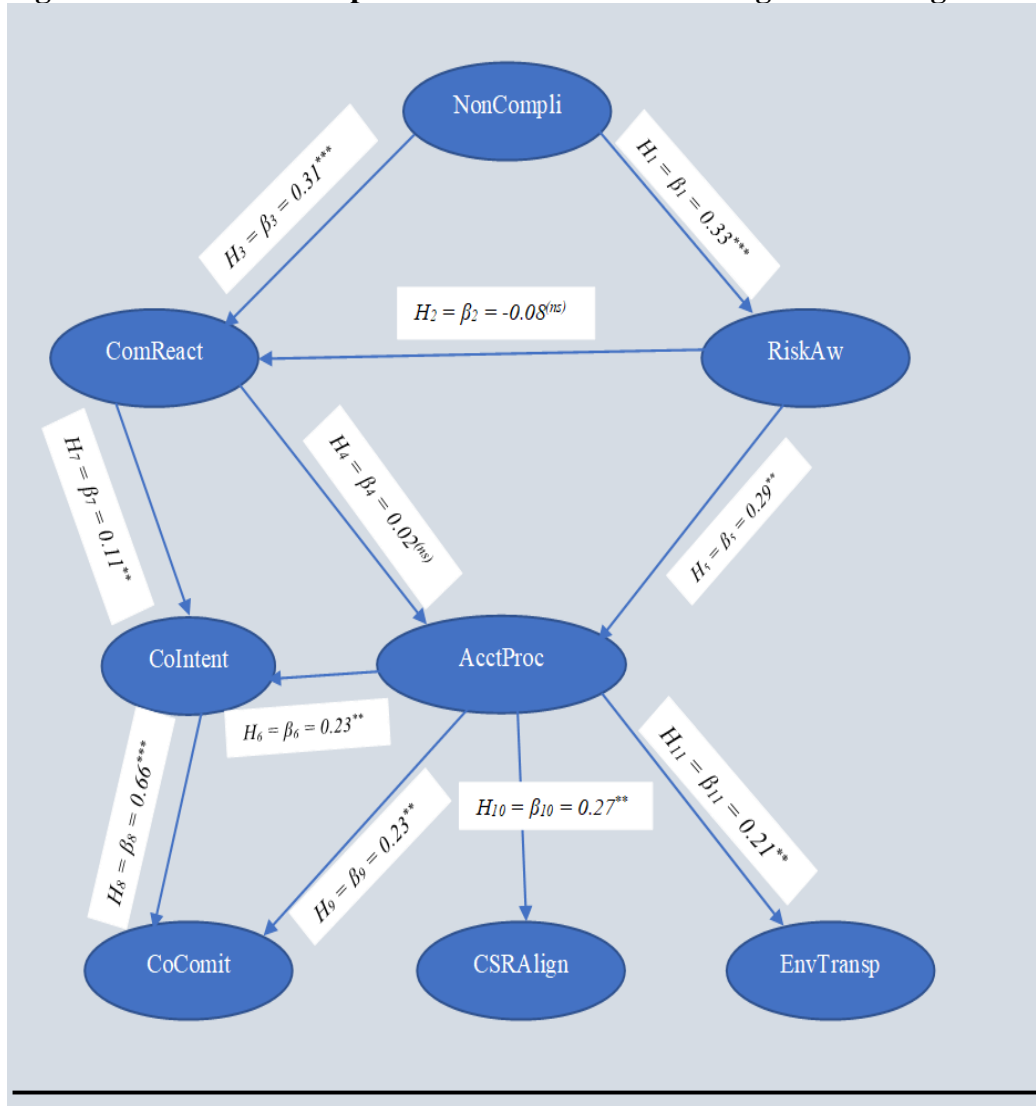 NonCompli
H3 = β3 = 0.31***
H1 = β1 = 0.33***
H2 = β2 = -0.08(ns)
ComReact
RiskAw
H7 = β7 = 0.11**
H4 = β4 = 0.02(ns)
H5 = β5 = 0.29**
CoIntent
AcctProc
H6 = β6 = 0.23**
H8 = β8 = 0.66***
H9 = β9 = 0.23**
H10 = β10 = 0.27**
H11 = β11 = 0.21**
CoComit
CSRAlign
EnvTransp